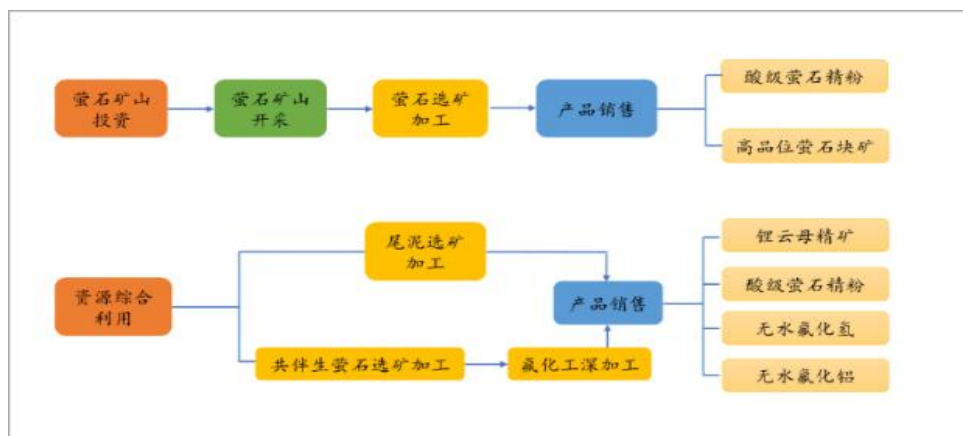 萤石矿山
投资
萤石矿山
开采
萤石选矿
加工
产品销售
酸级萤石精粉
高品位萤石块矿
资源综合
利用
尾泥选矿
加工
共伴生萤石选矿加工
氟化工深加工
产品销售
锂云母精矿
酸级萤石精粉
无水氟化氢
无水氟化铝